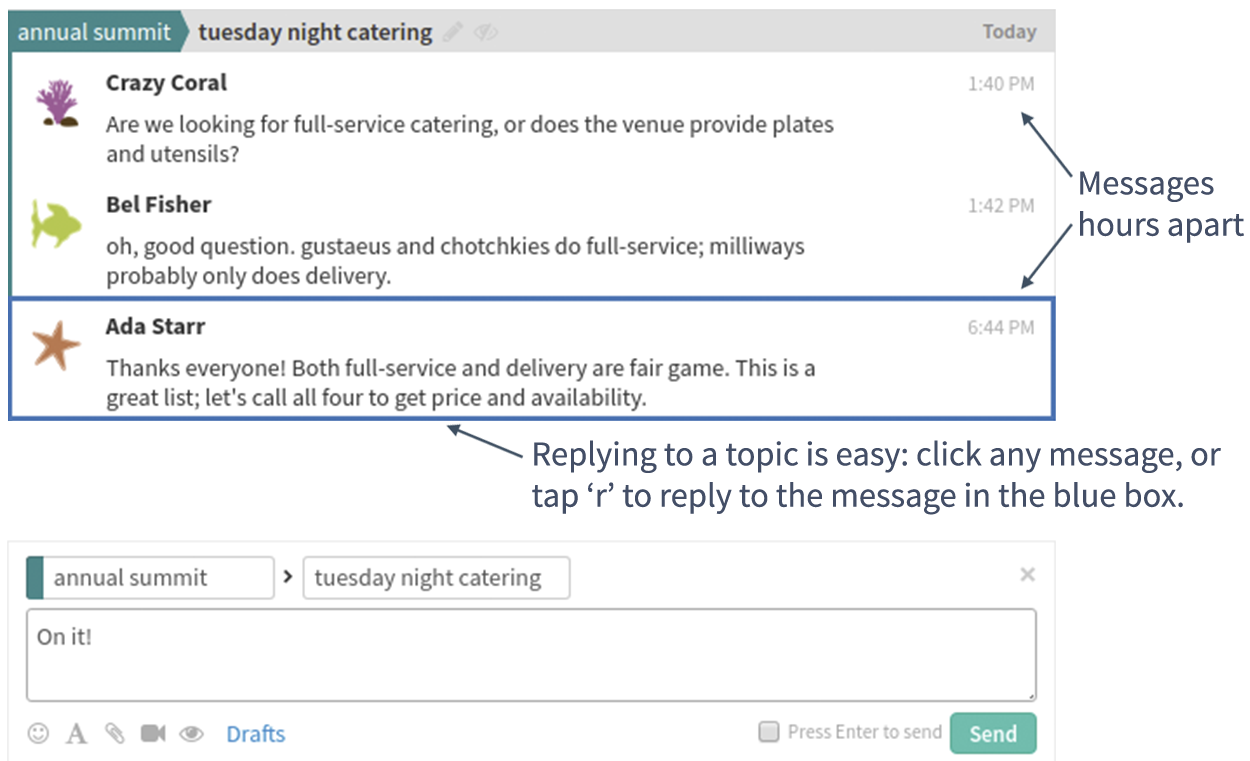 annual summit tuesday night catering Today
Crazy Coral 1:40 PM
Are we looking for full-service catering, or does the venue provide plates
and utensils?
Messages
hours apart
Bel Fisher 1:42 PM
oh, good question. gustaeus and chotchkies do full-service; milliways
probably only does delivery.
Ada Starr 6:44 PM
Thanks everyone! Both full-service and delivery are fair game. This is a
great list; let's call all four to get price and availability.
Replying to a topic is easy: click any message, or
tap ‘r’ to reply to the message in the blue box.
annual summit › tuesday night catering ×
On it!
Drafts Press Enter to send Send